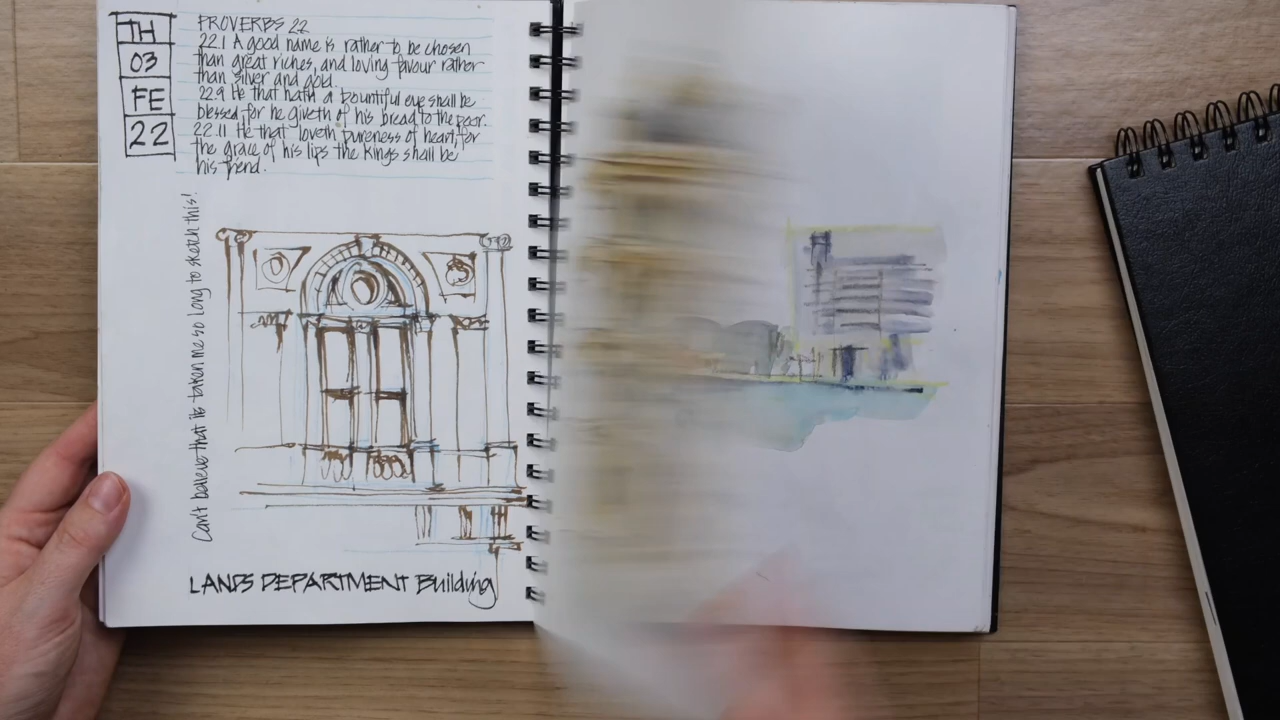 TH
03
FE
22
PROVERBS 22
22.1 A good name is rather to be chosen
than great riches, and loving favour rather
than silver and gold.
22.9 He that hath a bountiful eye shall be
blessed, for he giveth of his bread to the poor.
22.11 He that loveth pureness of heart, for
the grace of his lips the kings shall be
his friend.
Can't believe that it's taken me so long to sketch this!
LANDS DEPARTMENT Building